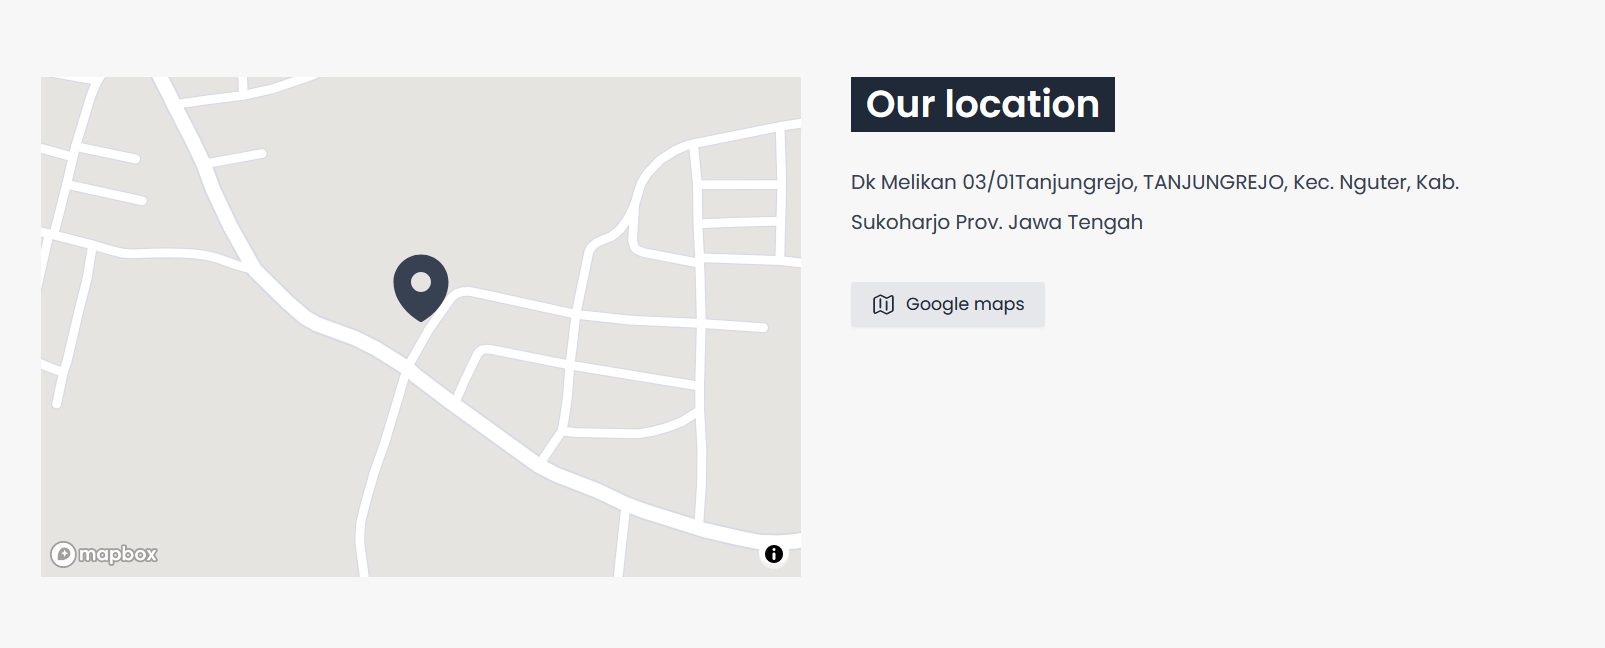 Our location
Dk Melikan 03/01Tanjungrejo, TANJUNGREJO, Kec. Nguter, Kab.
Sukoharjo Prov. Jawa Tengah
Google maps
mapbox